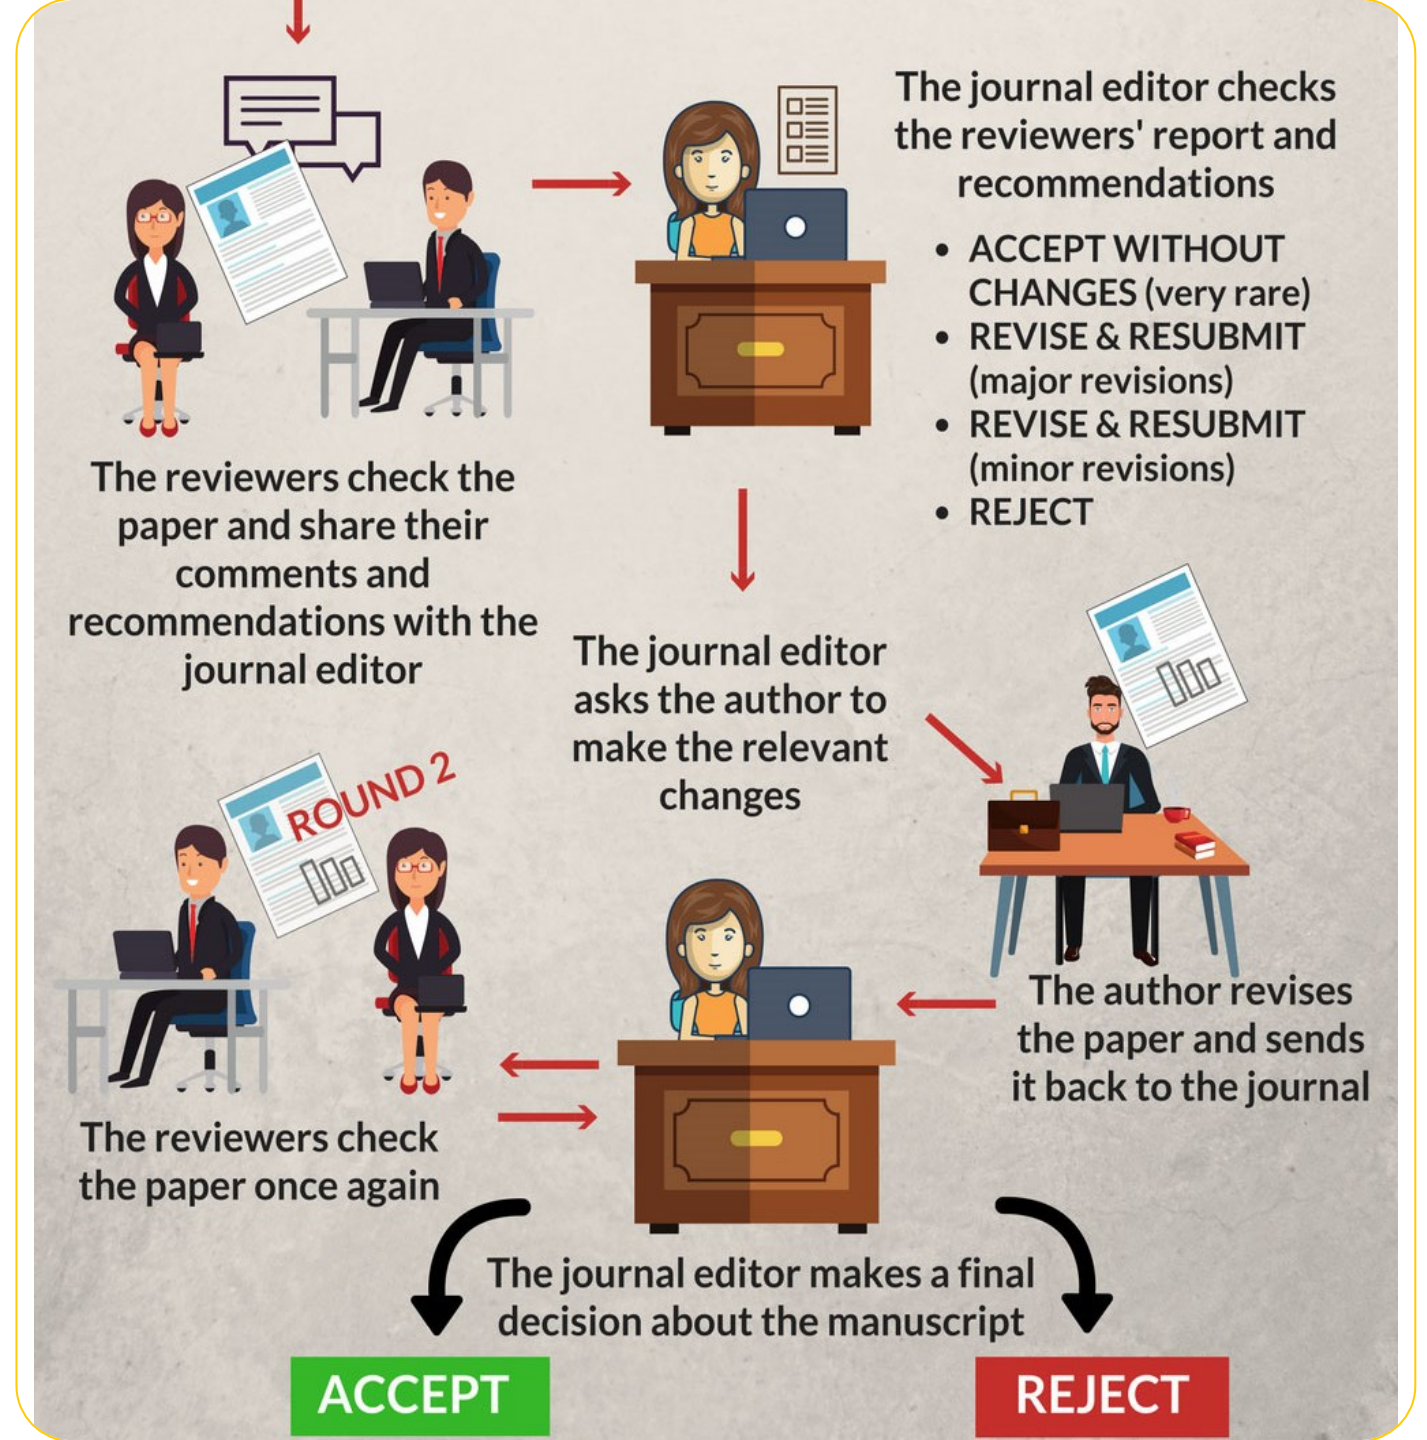 The journal editor checks
the reviewers' report and
recommendations
• ACCEPT WITHOUT
CHANGES (very rare)
• REVISE & RESUBMIT
(major revisions)
• REVISE & RESUBMIT
(minor revisions)
• REJECT
The reviewers check the
paper and share their
comments and
recommendations with the
journal editor
The journal editor
asks the author to
make the relevant
changes
The author revises
the paper and sends
it back to the journal
ROUND 2
The reviewers check
the paper once again
The journal editor makes a final
decision about the manuscript
ACCEPT
REJECT